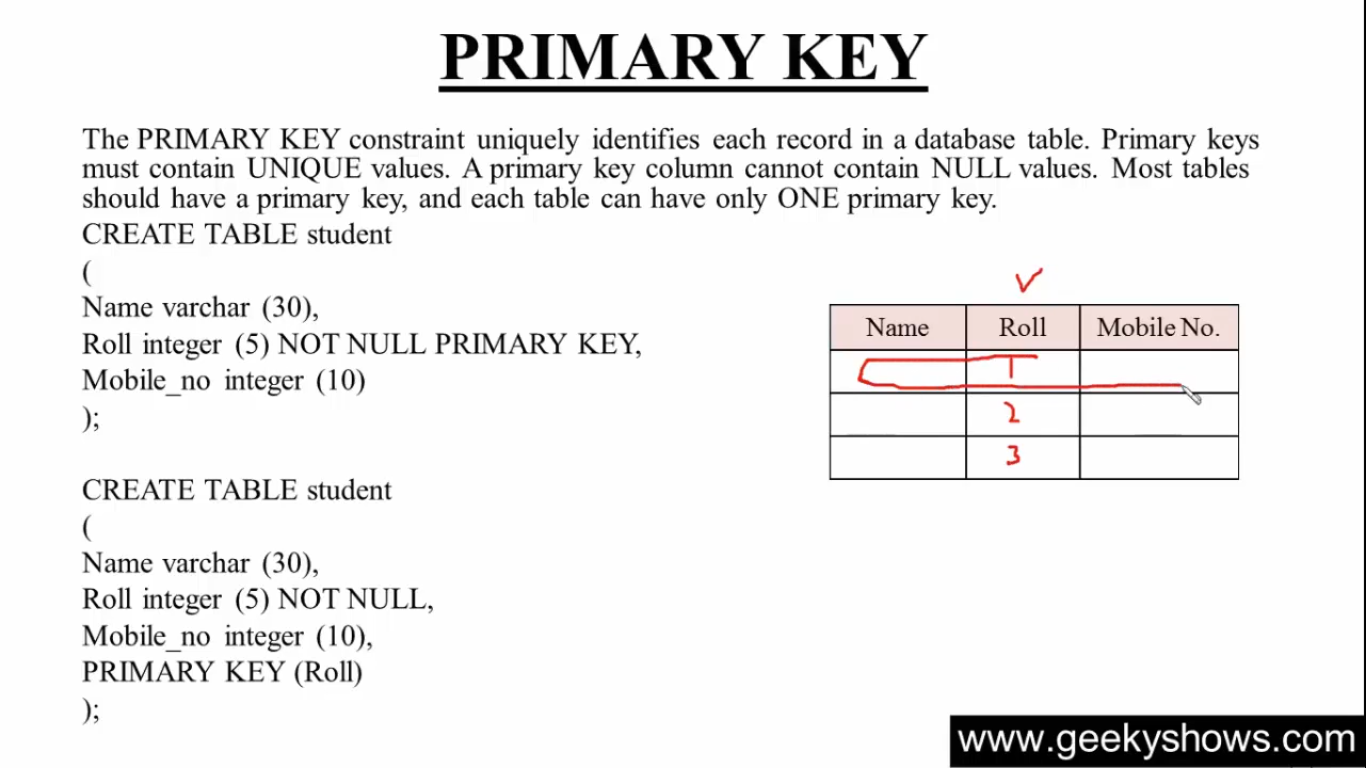 PRIMARY KEY
The PRIMARY KEY constraint uniquely identifies each record in a database table. Primary keys
must contain UNIQUE values. A primary key column cannot contain NULL values. Most tables
should have a primary key, and each table can have only ONE primary key.
CREATE TABLE student
(
Name varchar (30),
Roll integer (5) NOT NULL PRIMARY KEY,
Mobile_no integer (10)
);
CREATE TABLE student
(
Name varchar (30),
Roll integer (5) NOT NULL,
Mobile_no integer (10),
PRIMARY KEY (Roll)
);
Name Roll Mobile No.
1
2
3
www.geekyshows.com